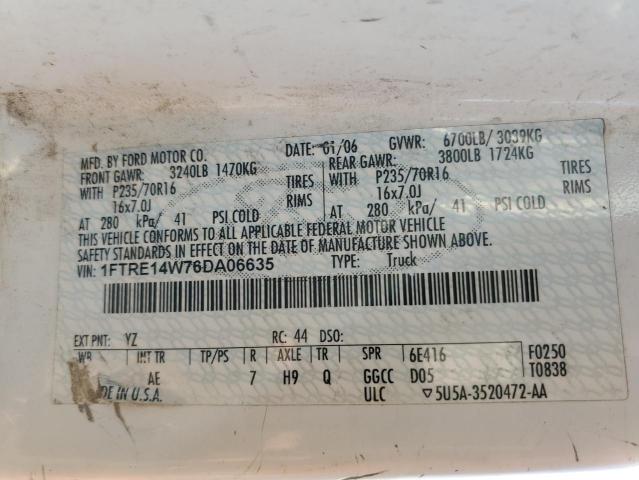 MFD. BY FORD MOTOR CO. DATE: 01/06 GVWR: 6700LB/ 3039KG
FRONT GAWR: 3240LB 1470KG REAR GAWR: 3800LB 1724KG
WITH P235/70R16 TIRES WITH P235/70R16 TIRES
16x7.0J RIMS 16x7.0J RIMS
AT 280 kPa/ 41 PSI COLD AT 280 kPa/ 41 PSI COLD
THIS VEHICLE CONFORMS TO ALL APPLICABLE FEDERAL MOTOR VEHICLE
SAFETY STANDARDS IN EFFECT ON THE DATE OF MANUFACTURE SHOWN ABOVE.
VIN: 1FTRE14W76DA06635 TYPE: Truck
EXT PNT: YZ RC: 44 DSO:
WB INT TR TP/PS R AXLE TR SPR 6E416 F0250
AE 7 H9 Q GGCC D05 T0838
DE IN U.S.A. ULC ▽5U5A-3520472-AA